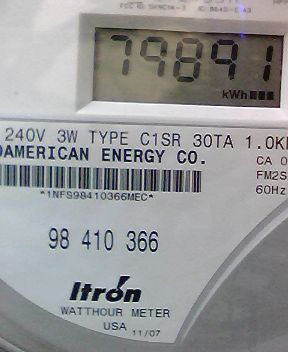 79891
kWh
240V 3W TYPE C1SR 30TA 1.0K
AMERICAN ENERGY CO.
CA 0
FM2S
60Hz
*1NFS98410366MEC*
98 410 366
Itron
WATTHOUR METER
USA 11/07